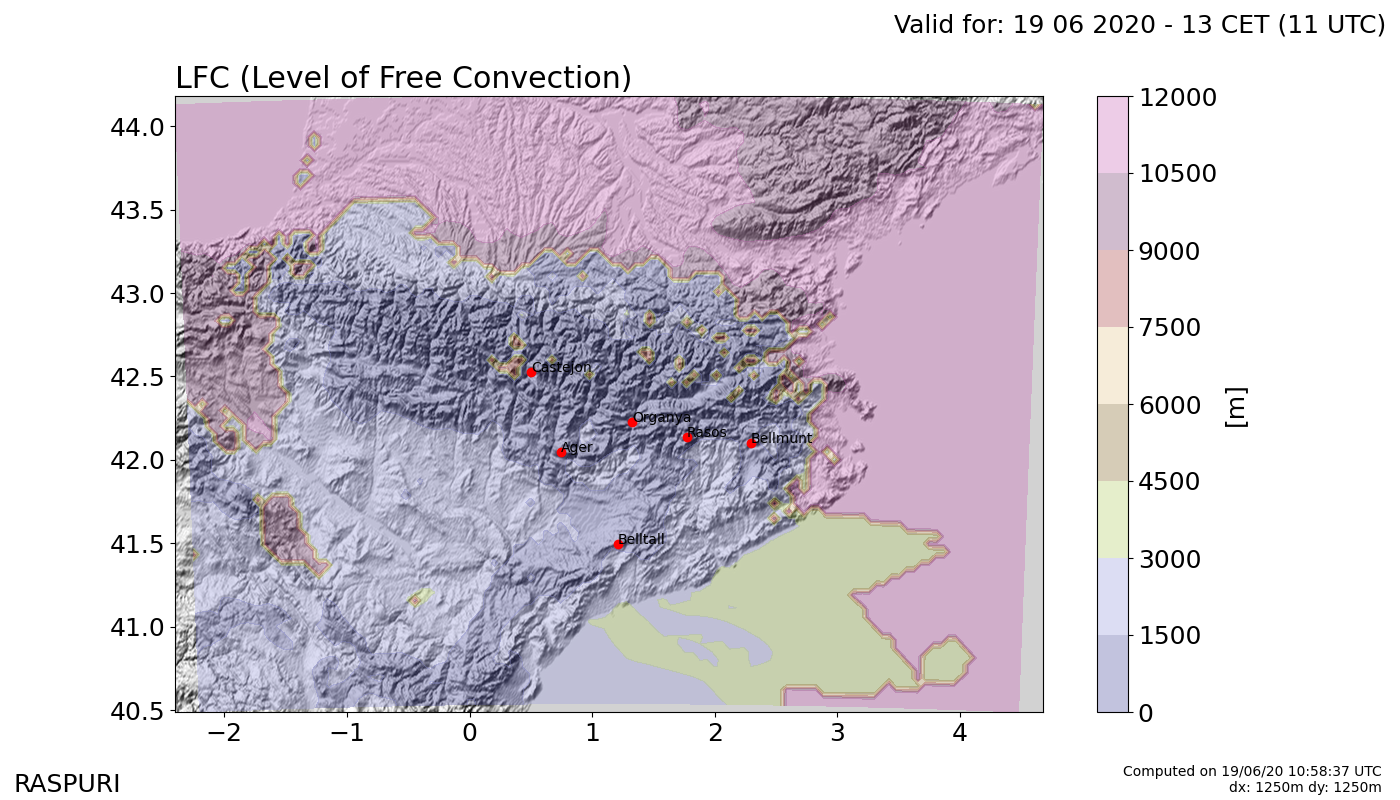 Valid for: 19 06 2020 - 13 CET (11 UTC)
LFC (Level of Free Convection)
44.0
43.5
43.0
42.5
42.0
41.5
41.0
40.5
−2
−1
0
1
2
3
4
Castejon
Organya
Rasos
Bellmunt
Ager
Belltall
12000
10500
9000
7500
6000
4500
3000
1500
0
[m]
RASPURI
Computed on 19/06/20 10:58:37 UTC
dx: 1250m dy: 1250m